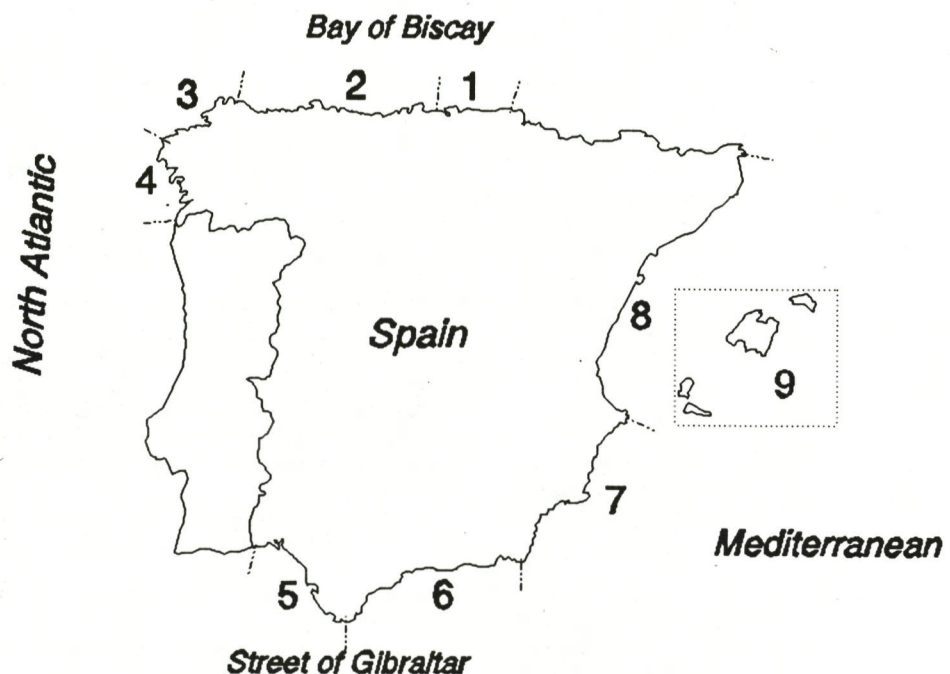 Bay of Biscay
3
2
1
4
North Atlantic
Spain
8
9
7
Mediterranean
5
6
Street of Gibraltar